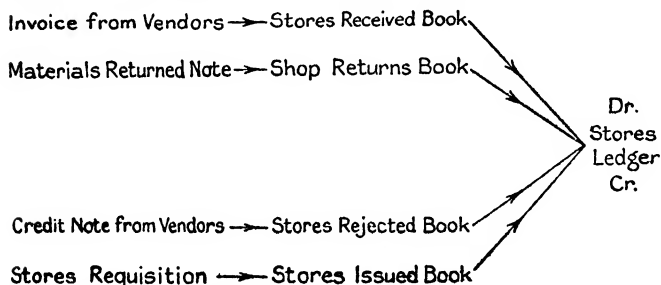 Invoice from Vendors Stores Received Book
Materials Returned Note Shop Returns Book
Dr.
Stores
Ledger
Cr.
Credit Note from Vendors Stores Rejected Book
Stores Requisition Stores Issued Book